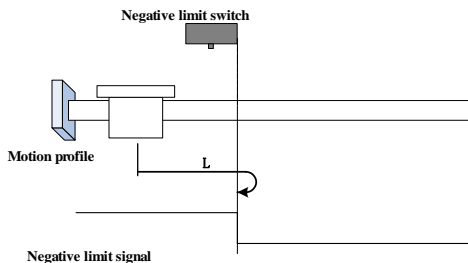 Negative limit switch
Motion profile
L
Negative limit signal